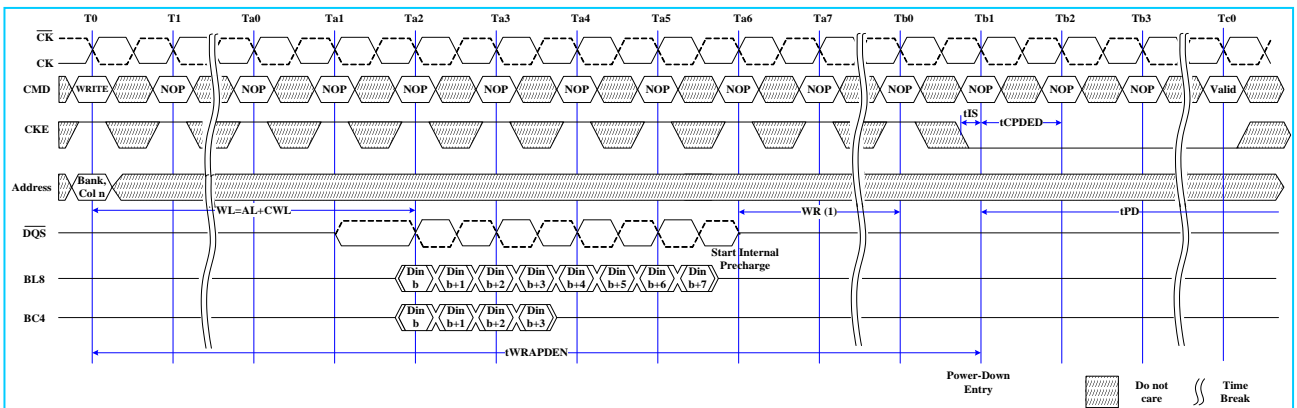 T0 T1 Ta0 Ta1 Ta2 Ta3 Ta4 Ta5 Ta6 Ta7 Tb0 Tb1 Tb2 Tb3 Tc0
CK
CK
CMD WRITE NOP NOP NOP NOP NOP NOP NOP NOP NOP NOP NOP NOP NOP Valid
tIS
CKE tCPDED
Address Bank, Col n
WL=AL+CWL WR (1) tPD
DQS
Start Internal
Precharge
BL8 Din b Din b+1 Din b+2 Din b+3 Din b+4 Din b+5 Din b+6 Din b+7
BC4 Din b Din b+1 Din b+2 Din b+3
tWRAPDEN
Power-Down
Entry
Do not
care
Time
Break